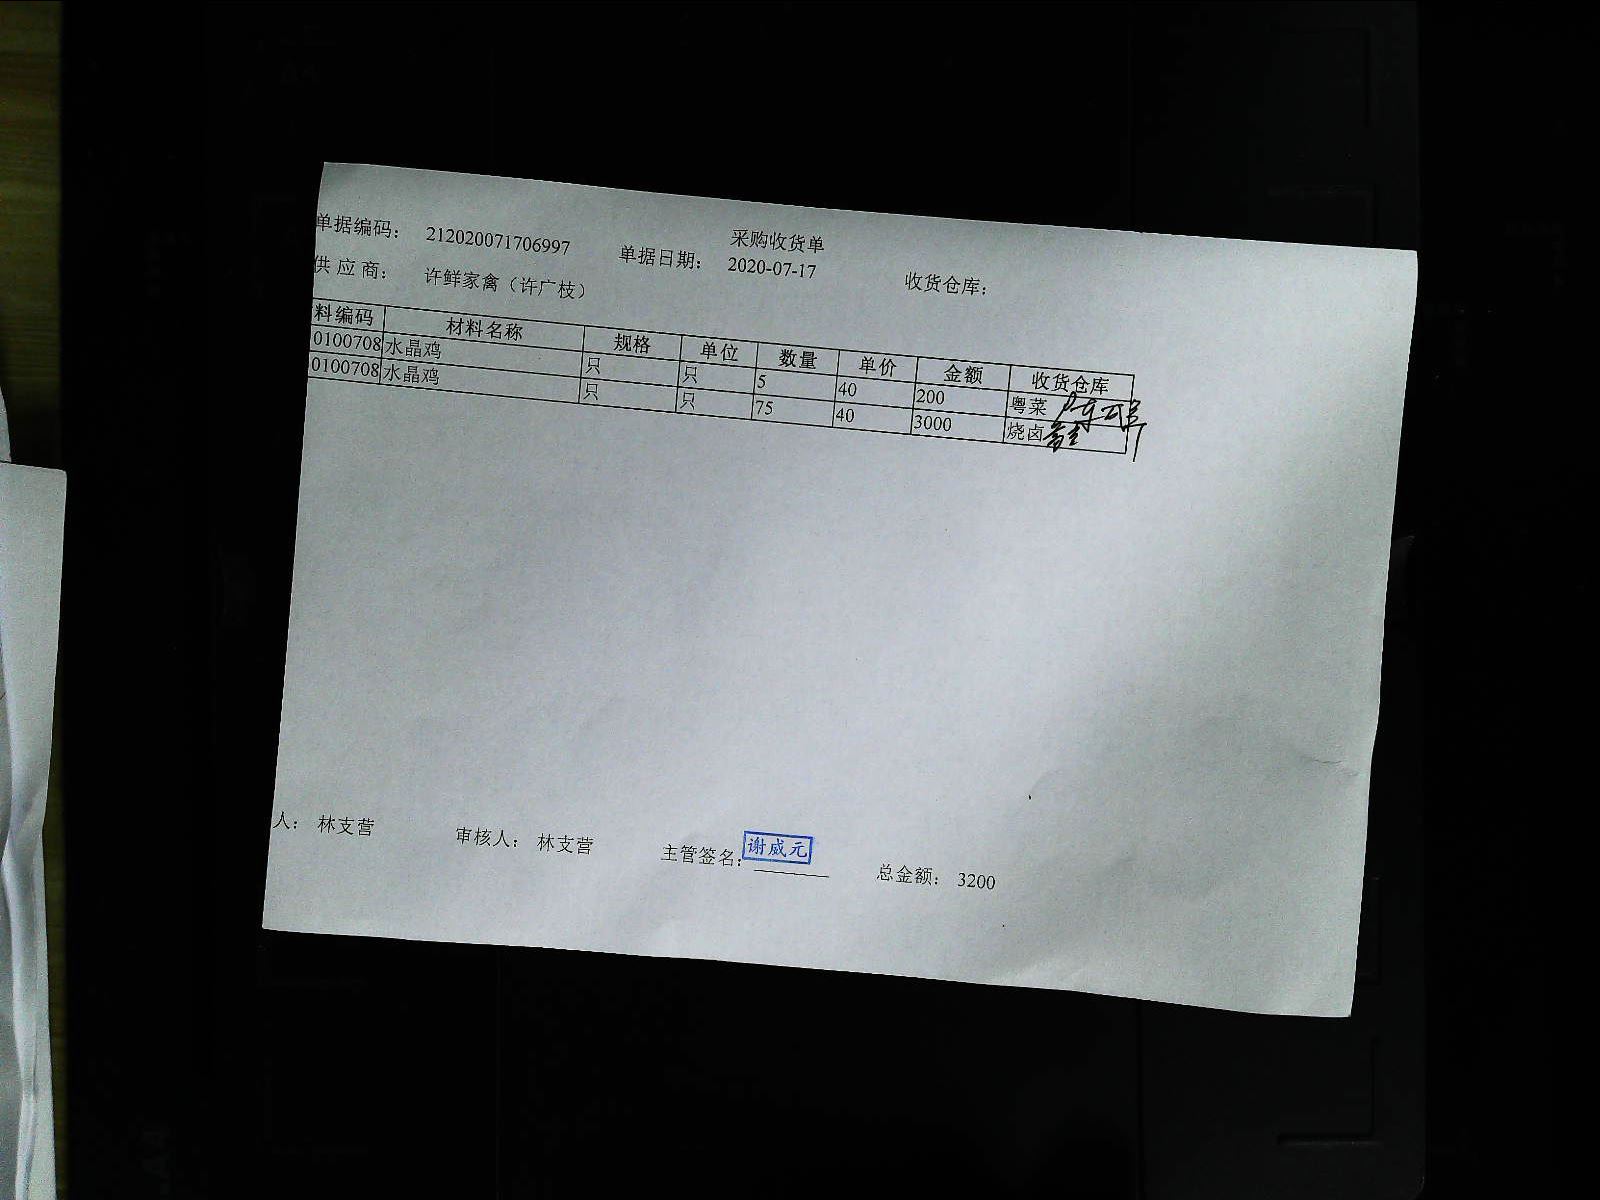 采购收货单
单据编码： 212020071706997 单据日期： 2020-07-17 收货仓库：
供 应 商： 许鲜家禽（许广枝）
料编码 材料名称 规格 单位 数量 单价 金额 收货仓库
0100708 水晶鸡 只 只 5 40 200 粤菜
0100708 水晶鸡 只 只 75 40 3000 烧卤
人： 林支营 审核人： 林支营 主管签名： 谢威元 总金额： 3200